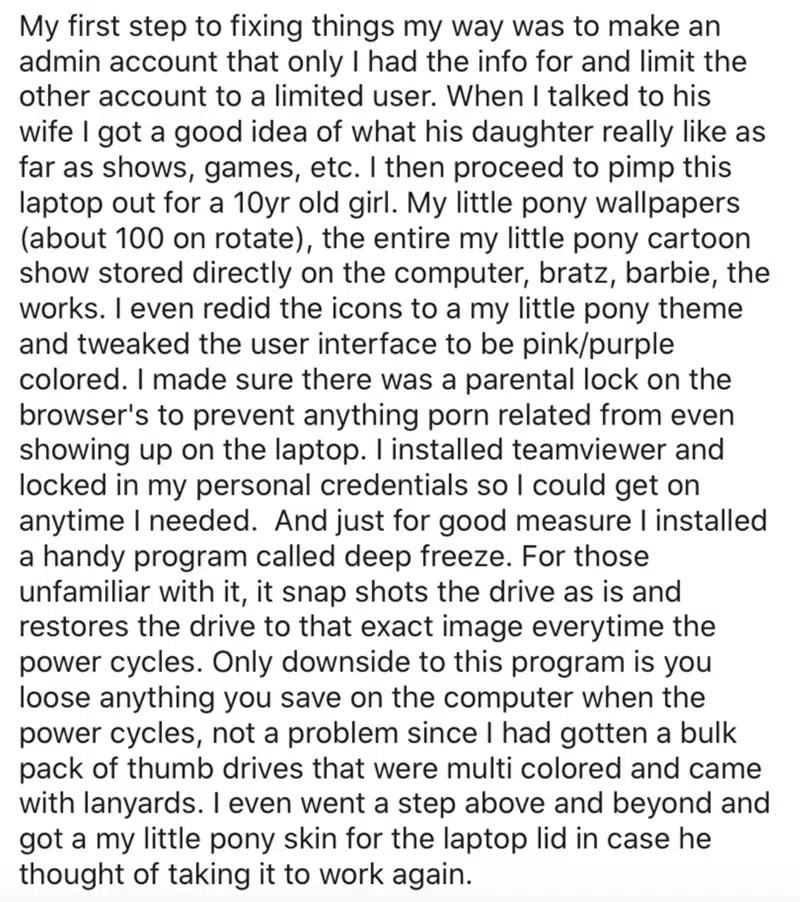 My first step to fixing things my way was to make an
admin account that only I had the info for and limit the
other account to a limited user. When I talked to his
wife I got a good idea of what his daughter really like as
far as shows, games, etc. I then proceed to pimp this
laptop out for a 10yr old girl. My little pony wallpapers
(about 100 on rotate), the entire my little pony cartoon
show stored directly on the computer, bratz, barbie, the
works. I even redid the icons to a my little pony theme
and tweaked the user interface to be pink/purple
colored. I made sure there was a parental lock on the
browser's to prevent anything porn related from even
showing up on the laptop. I installed teamviewer and
locked in my personal credentials so I could get on
anytime I needed.  And just for good measure I installed
a handy program called deep freeze. For those
unfamiliar with it, it snap shots the drive as is and
restores the drive to that exact image everytime the
power cycles. Only downside to this program is you
loose anything you save on the computer when the
power cycles, not a problem since I had gotten a bulk
pack of thumb drives that were multi colored and came
with lanyards. I even went a step above and beyond and
got a my little pony skin for the laptop lid in case he
thought of taking it to work again.